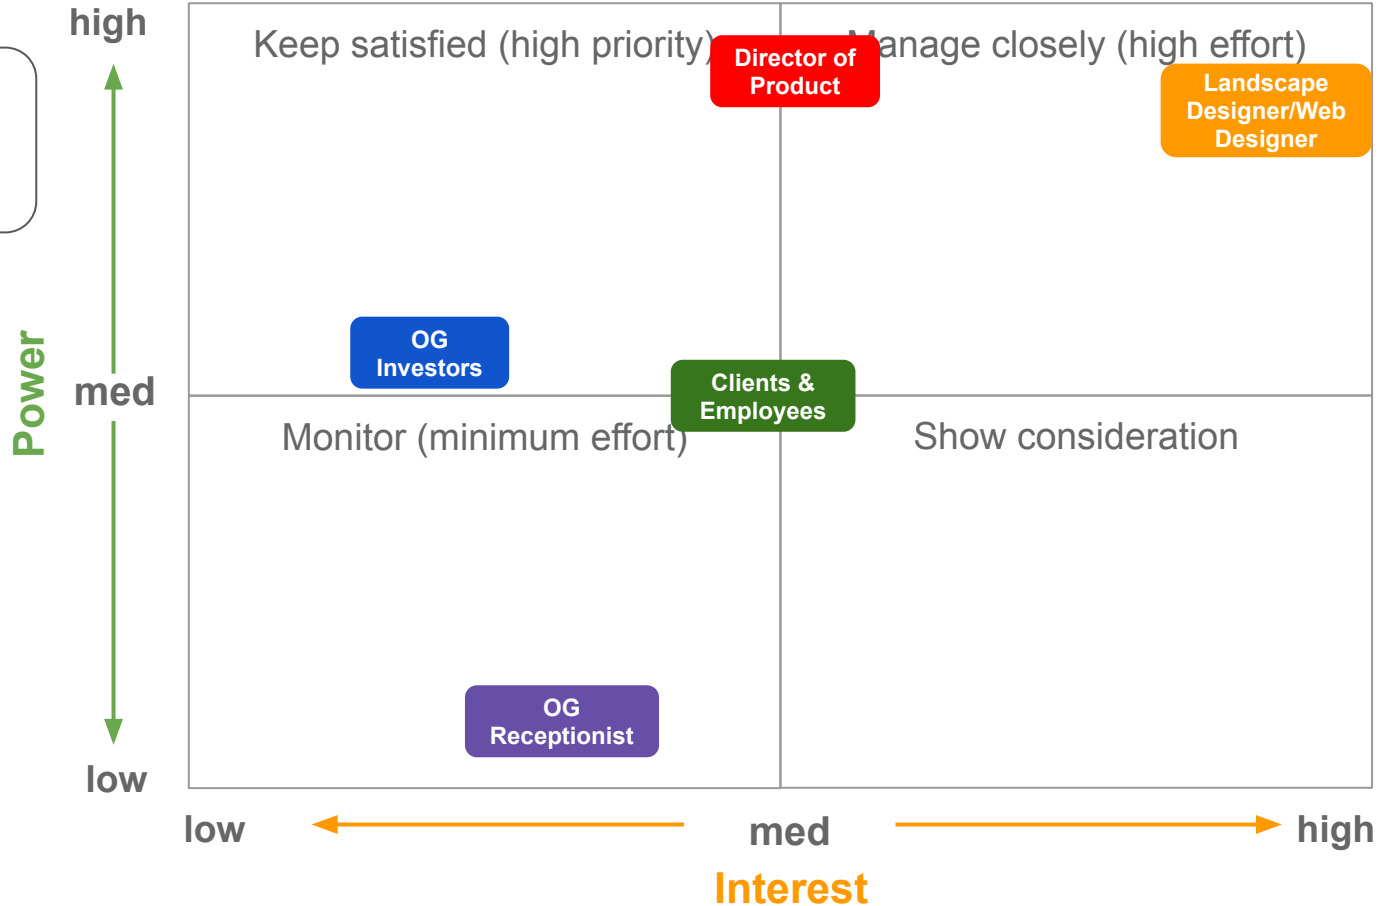 high
Keep satisfied (high priority)
Manage closely (high effort)
Director of
Product
Landscape
Designer/Web
Designer
Power
med
OG
Investors
Clients &
Employees
Monitor (minimum effort)
Show consideration
OG
Receptionist
low
low
med
high
Interest